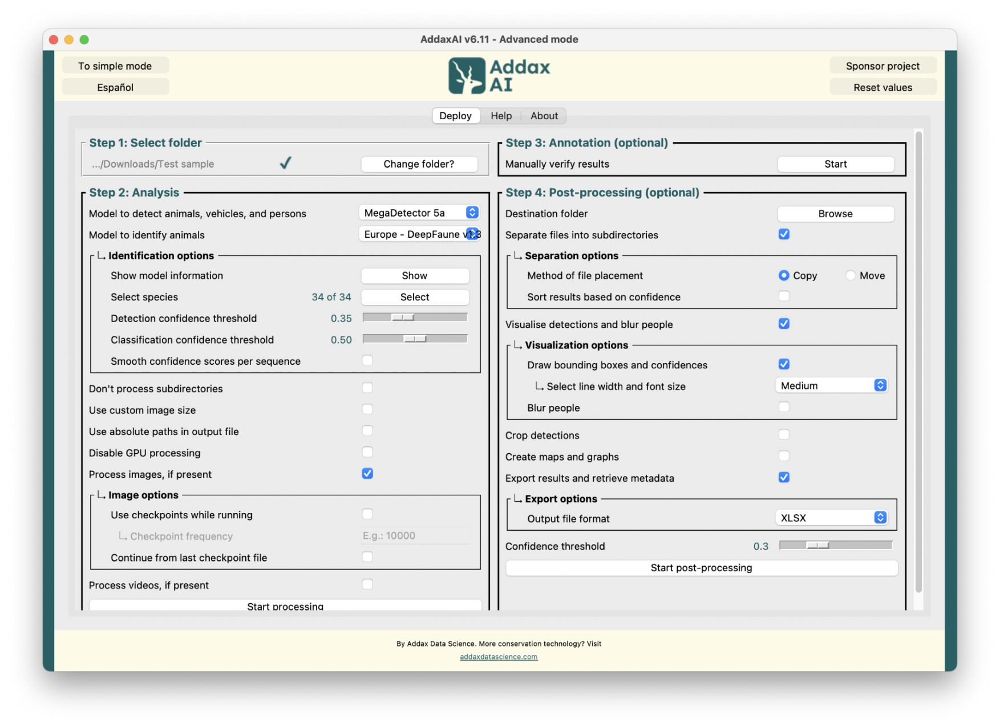 AddaxAI v6.11 - Advanced mode
To simple mode
Español
Addax
AI
Sponsor project
Reset values
Deploy
Help
About
Step 1: Select folder
.../Downloads/Test sample
Change folder?
Step 2: Analysis
Model to detect animals, vehicles, and persons
MegaDetector 5a
Model to identify animals
Europe - DeepFaune v1.3
Identification options
Show model information
Show
Select species
34 of 34
Select
Detection confidence threshold
0.35
Classification confidence threshold
0.50
Smooth confidence scores per sequence
Don't process subdirectories
Use custom image size
Use absolute paths in output file
Disable GPU processing
Process images, if present
Image options
Use checkpoints while running
Checkpoint frequency
E.g.: 10000
Continue from last checkpoint file
Process videos, if present
Start processing
Step 3: Annotation (optional)
Manually verify results
Start
Step 4: Post-processing (optional)
Destination folder
Browse
Separate files into subdirectories
Separation options
Method of file placement
Copy
Move
Sort results based on confidence
Visualise detections and blur people
Visualization options
Draw bounding boxes and confidences
Select line width and font size
Medium
Blur people
Crop detections
Create maps and graphs
Export results and retrieve metadata
Export options
Output file format
XLSX
Confidence threshold
0.3
Start post-processing
By Addax Data Science. More conservation technology? Visit
addaxdatascience.com